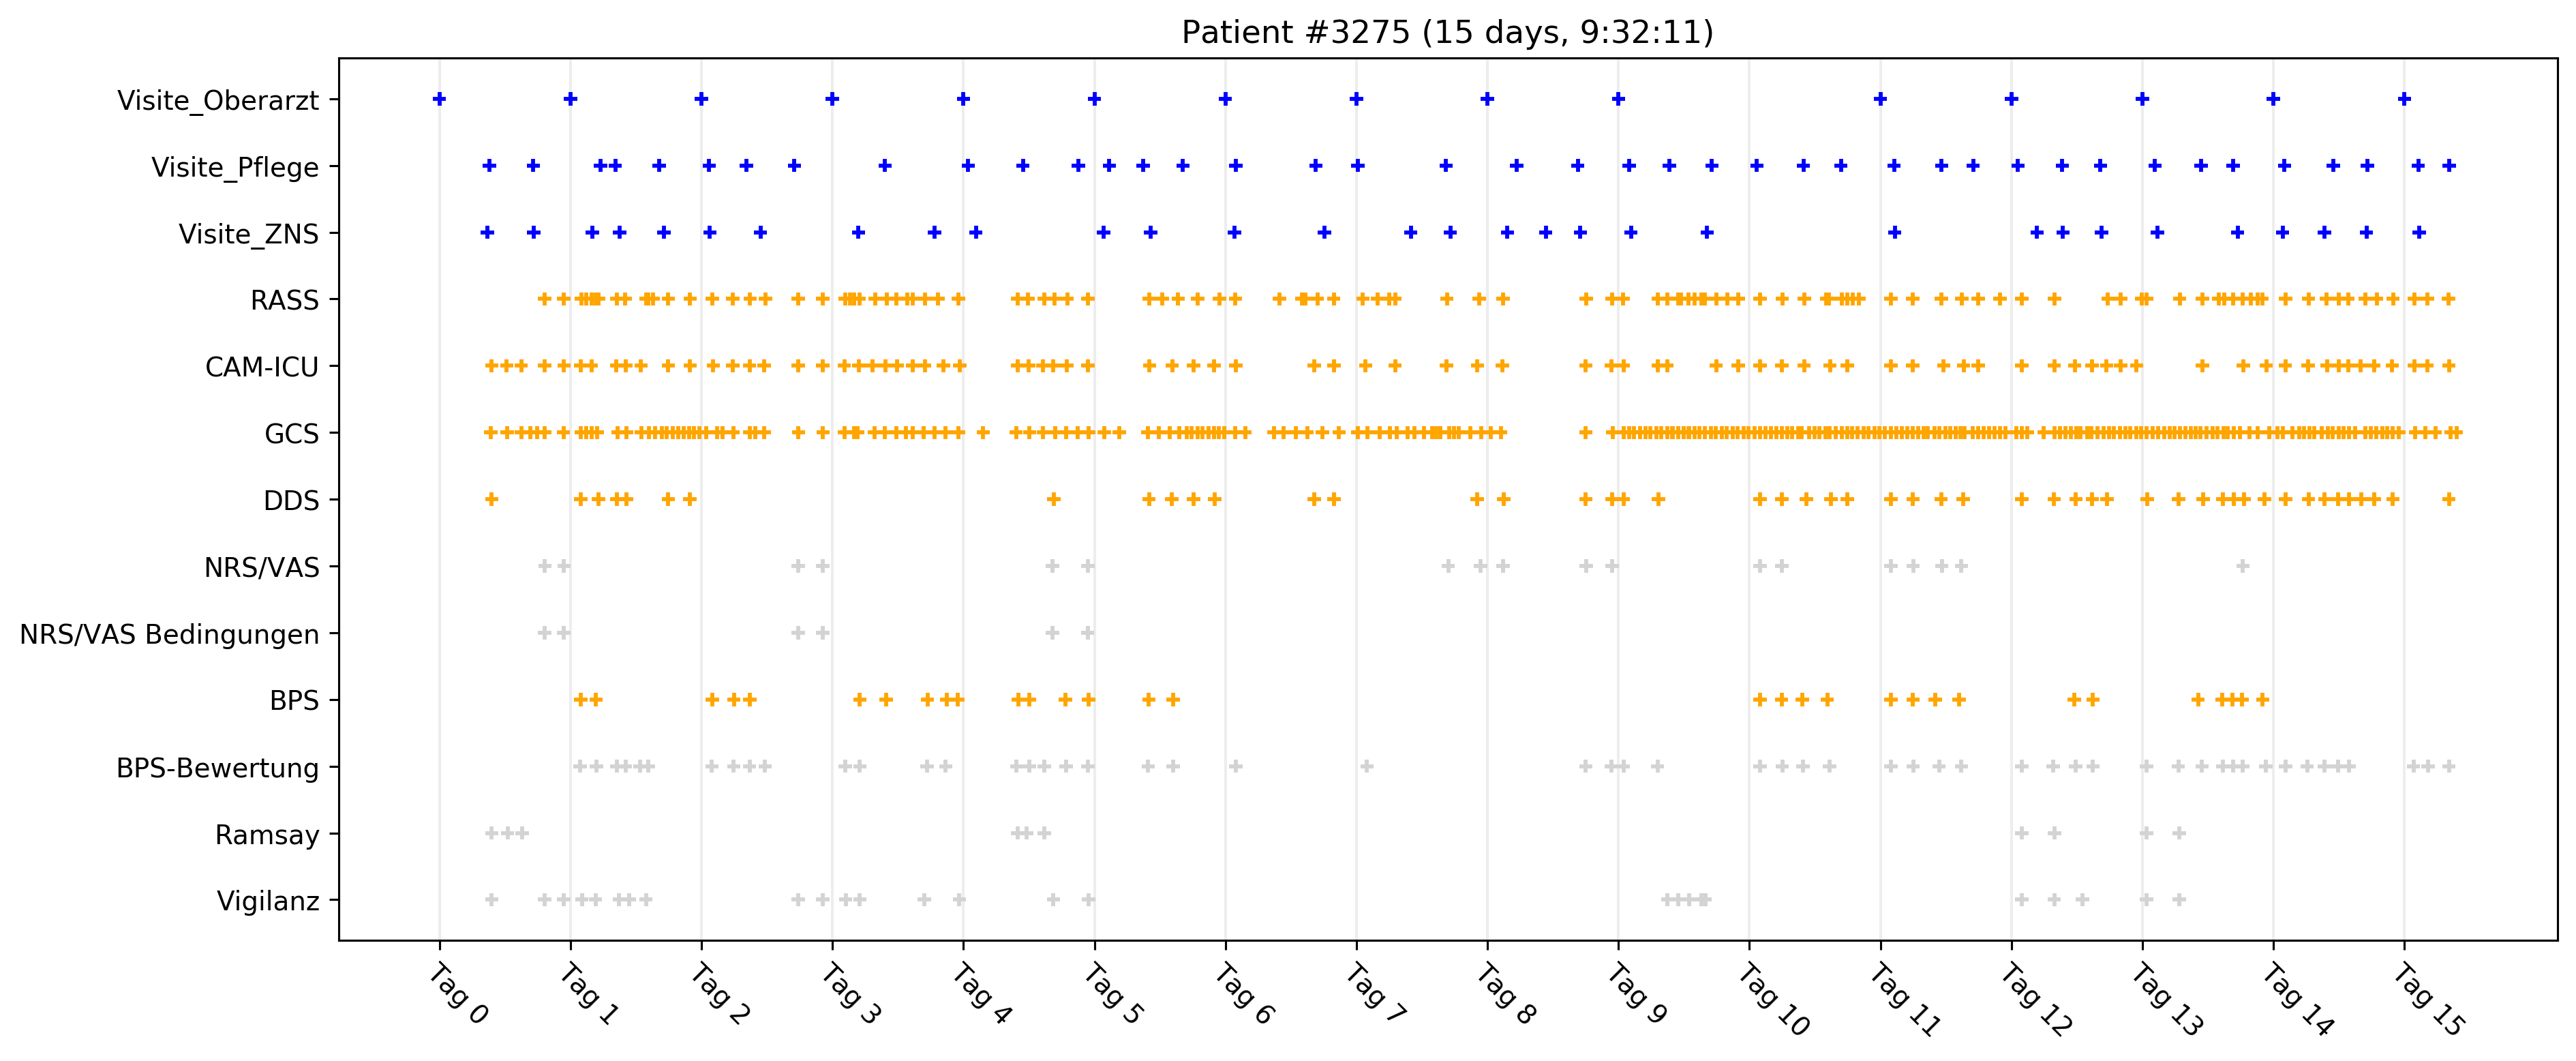 Patient #3275 (15 days, 9:32:11)
Visite_Oberarzt
Visite_Pflege
Visite_ZNS
RASS
CAM-ICU
GCS
DDS
NRS/VAS
NRS/VAS Bedingungen
BPS
BPS-Bewertung
Ramsay
Vigilanz
Tag 0
Tag 1
Tag 2
Tag 3
Tag 4
Tag 5
Tag 6
Tag 7
Tag 8
Tag 9
Tag 10
Tag 11
Tag 12
Tag 13
Tag 14
Tag 15